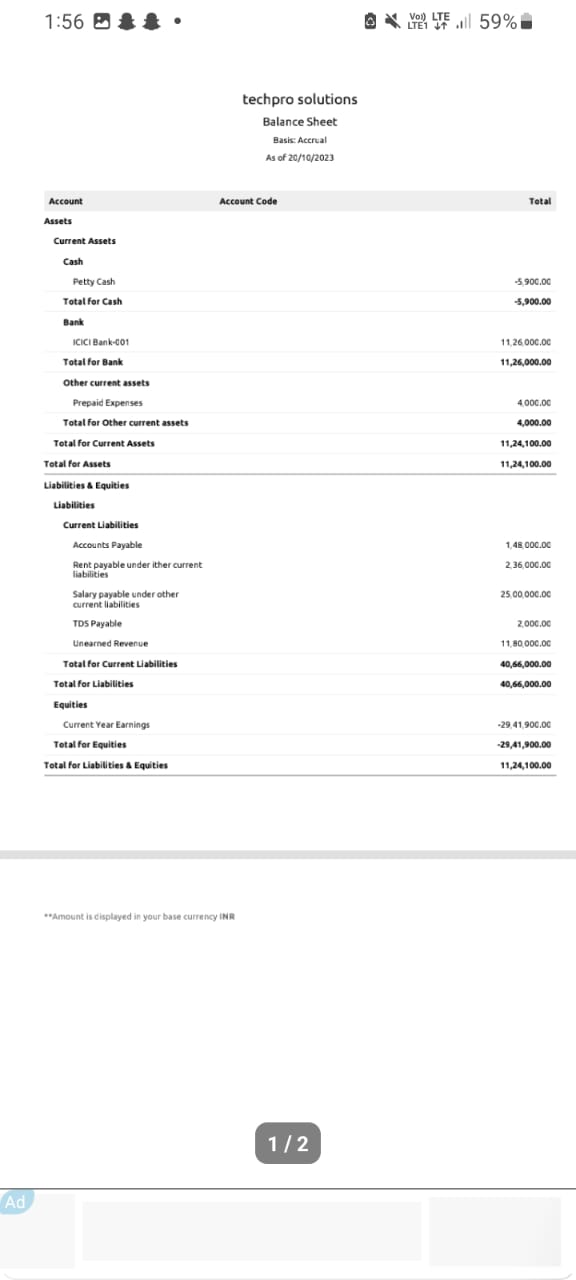 1:56
Vo)) LTE
LTE1
59%
techpro solutions
Balance Sheet
Basis: Accrual
As of 20/10/2023
Account Account Code Total
Assets
Current Assets
Cash
Petty Cash -5,900.00
Total for Cash -5,900.00
Bank
ICICI Bank-001 11,26,000.00
Total for Bank 11,26,000.00
Other current assets
Prepaid Expenses 4,000.00
Total for Other current assets 4,000.00
Total for Current Assets 11,24,100.00
Total for Assets 11,24,100.00
Liabilities & Equities
Liabilities
Current Liabilities
Accounts Payable 1,48,000.00
Rent payable under ither current 2,36,000.00
liabilities
Salary payable under other 25,00,000.00
current liabilities
TDS Payable 2,000.00
Unearned Revenue 11,80,000.00
Total for Current Liabilities 40,66,000.00
Total for Liabilities 40,66,000.00
Equities
Current Year Earnings -29,41,900.00
Total for Equities -29,41,900.00
Total for Liabilities & Equities 11,24,100.00
**Amount is displayed in your base currency INR
1 / 2
Ad